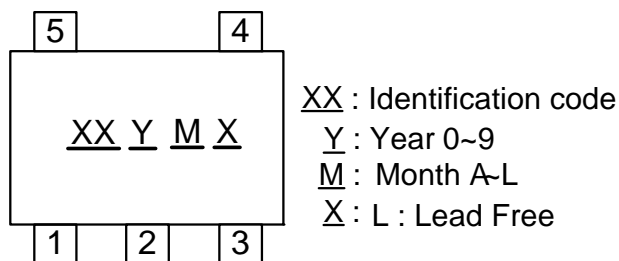 5 4
XX Y M X
1 2 3
XX : Identification code
Y : Year 0~9
M : Month A~L
X : L : Lead Free